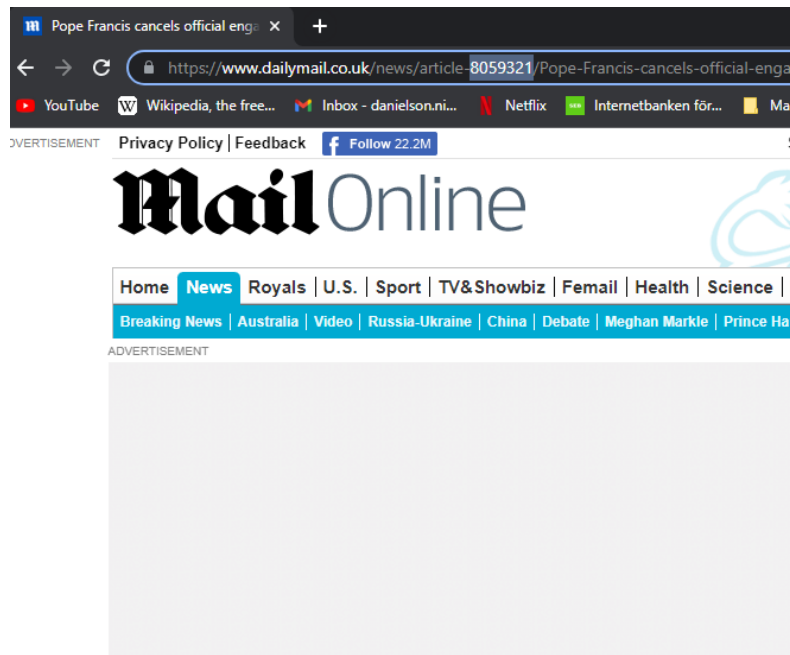 Pope Francis cancels official enga
https://www.dailymail.co.uk/news/article-8059321/Pope-Francis-cancels-official-enga
YouTube Wikipedia, the free... Inbox - danielson.ni... Netflix Internetbanken för... Ma
OVERTISEMENT Privacy Policy | Feedback Follow 22.2M
Mail Online
Home News Royals | U.S. | Sport | TV&Showbiz | Femail | Health | Science |
Breaking News | Australia | Video | Russia-Ukraine | China | Debate | Meghan Markle | Prince Ha
ADVERTISEMENT